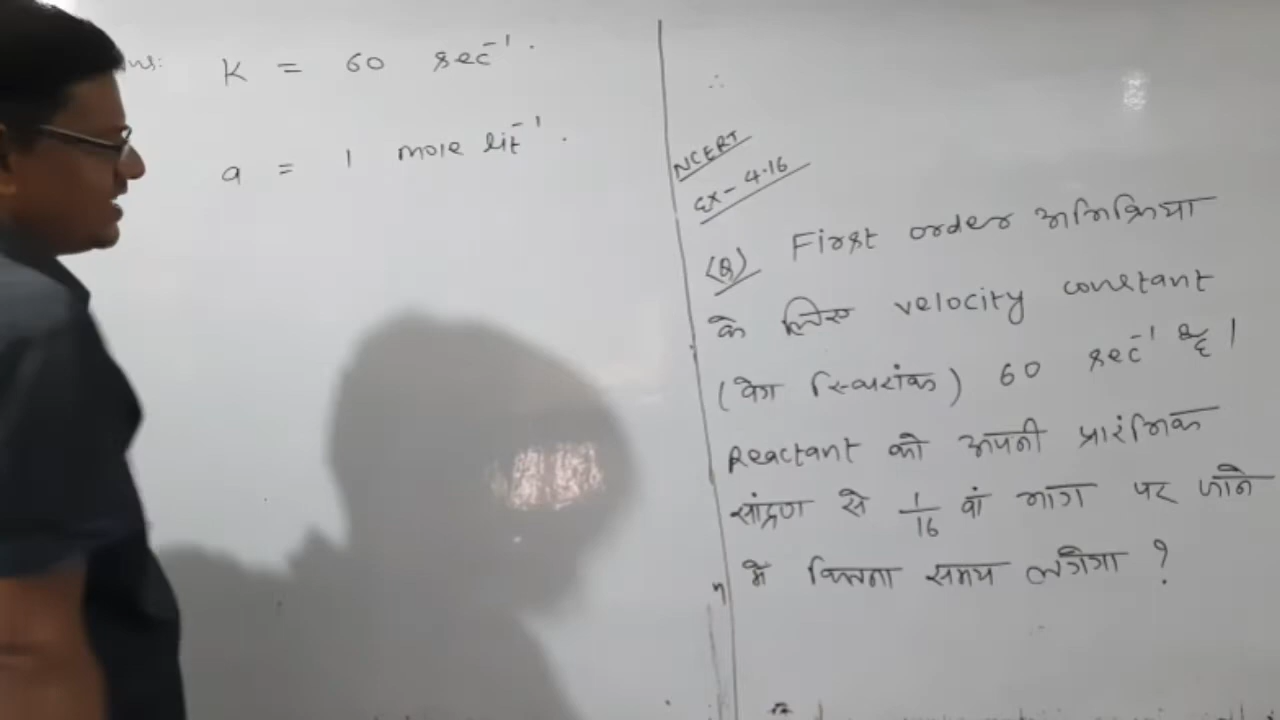 Ans: K = 60 sec⁻¹.
a = 1 mole lit⁻¹.
∴
NCERT
Ex- 4.16
(Q) First order अभिक्रिया
के लिए velocity constant
(वेग स्थिरांक) 60 sec⁻¹ है।
Reactant को अपनी प्रारंभिक
सांद्रण से 1/16 वां भाग पर जाने
में कितना समय लगेगा ?